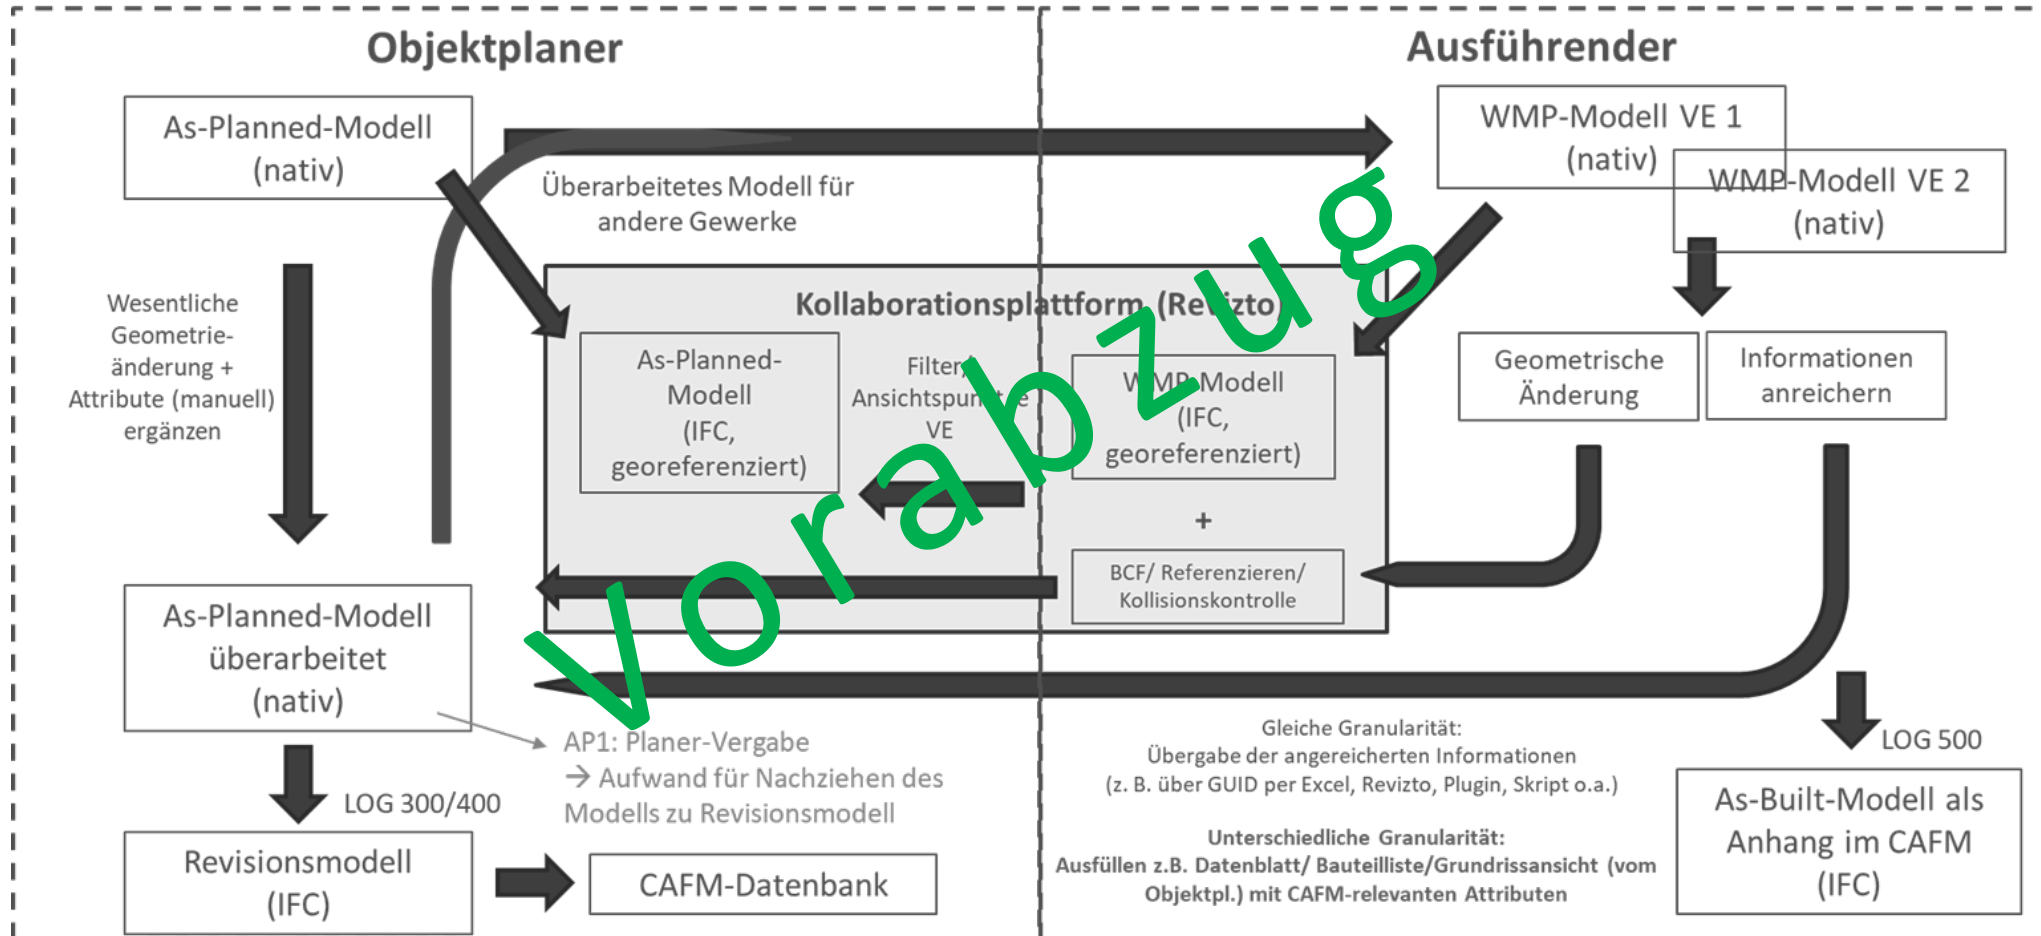 Objektplaner
Ausführender
As-Planned-Modell
(nativ)
WMP-Modell VE 1
(nativ)
WMP-Modell VE 2
(nativ)
Überarbeitetes Modell für
andere Gewerke
Wesentliche
Geometrie-
änderung +
Attribute (manuell)
ergänzen
Kollaborationsplattform (Revizto)
As-Planned-
Modell
(IFC,
georeferenziert)
Filter/
Ansichtspunkte
VE
WMP-Modell
(IFC,
georeferenziert)
+
BCF/ Referenzieren/
Kollisionskontrolle
Geometrische
Änderung
Informationen
anreichern
Vorabzug
As-Planned-Modell
überarbeitet
(nativ)
AP1: Planer-Vergabe
→ Aufwand für Nachziehen des
Modells zu Revisionsmodell
LOG 300/400
Revisionsmodell
(IFC)
CAFM-Datenbank
Gleiche Granularität:
Übergabe der angereicherten Informationen
(z. B. über GUID per Excel, Revizto, Plugin, Skript o.a.)
Unterschiedliche Granularität:
Ausfüllen z.B. Datenblatt/ Bauteilliste/Grundrissansicht (vom
Objektpl.) mit CAFM-relevanten Attributen
LOG 500
As-Built-Modell als
Anhang im CAFM
(IFC)